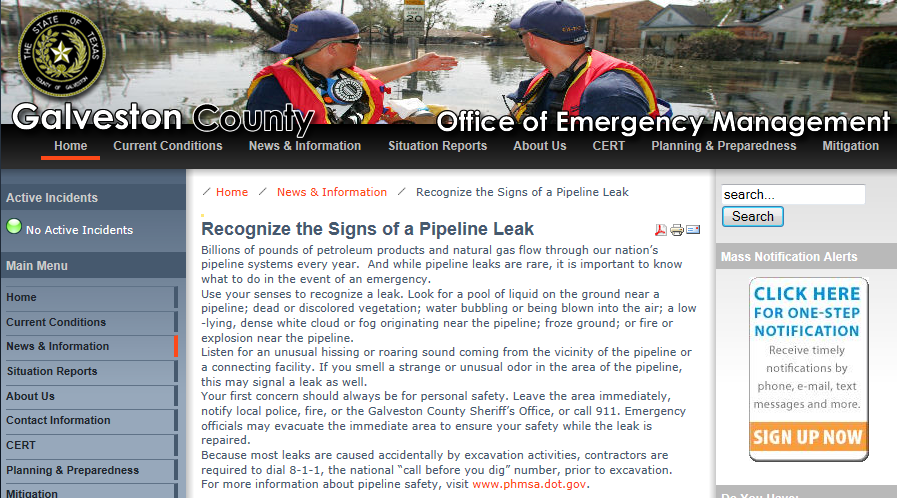 THE STATE OF TEXAS
COUNTY OF GALVESTON
20
Galveston County
Office of Emergency Management
Home Current Conditions News & Information Situation Reports About Us CERT Planning & Preparedness Mitigation
Active Incidents
No Active Incidents
Main Menu
Home
Current Conditions
News & Information
Situation Reports
About Us
Contact Information
CERT
Planning & Preparedness
Mitigation
Home / News & Information / Recognize the Signs of a Pipeline Leak
Recognize the Signs of a Pipeline Leak
Billions of pounds of petroleum products and natural gas flow through our nation’s
pipeline systems every year. And while pipeline leaks are rare, it is important to know
what to do in the event of an emergency.
Use your senses to recognize a leak. Look for a pool of liquid on the ground near a
pipeline; dead or discolored vegetation; water bubbling or being blown into the air; a low
-lying, dense white cloud or fog originating near the pipeline; froze ground; or fire or
explosion near the pipeline.
Listen for an unusual hissing or roaring sound coming from the vicinity of the pipeline or
a connecting facility. If you smell a strange or unusual odor in the area of the pipeline,
this may signal a leak as well.
Your first concern should always be for personal safety. Leave the area immediately,
notify local police, fire, or the Galveston County Sheriff’s Office, or call 911. Emergency
officials may evacuate the immediate area to ensure your safety while the leak is
repaired.
Because most leaks are caused accidentally by excavation activities, contractors are
required to dial 8-1-1, the national “call before you dig” number, prior to excavation.
For more information about pipeline safety, visit www.phmsa.dot.gov.
search...
Search
Mass Notification Alerts
CLICK HERE
FOR ONE-STEP
NOTIFICATION
Receive timely
notifications by
phone, e-mail, text
messages and more.
SIGN UP NOW
Do You Have: